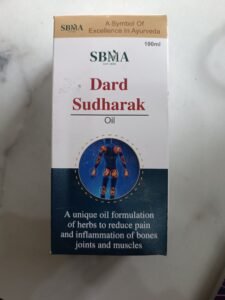 SBMA
A Symbol Of
Excellence in Ayurveda
100ml
SBMA
Dard
Sudharak
Oil
A unique oil formulation
of herbs to reduce pain
and inflammation of bones
joints and muscles